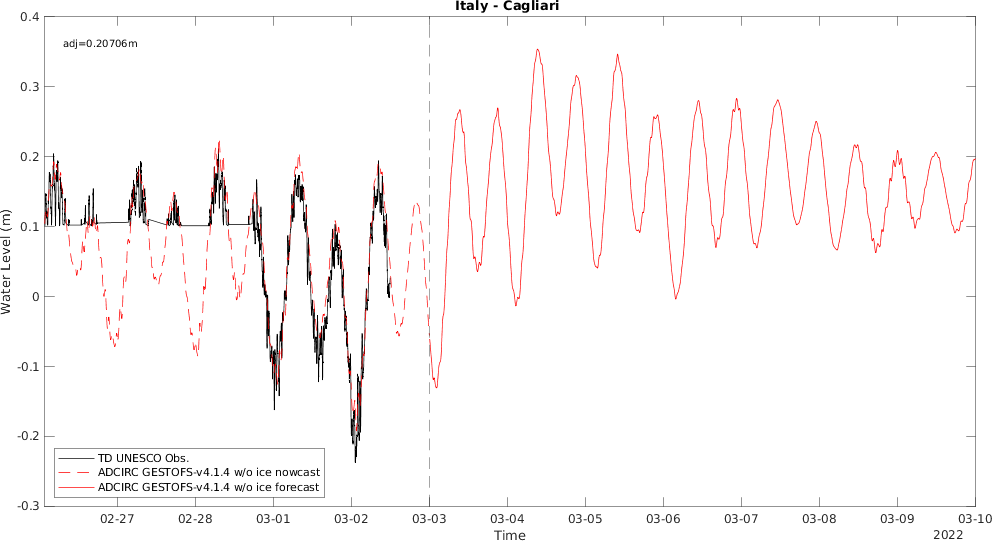 Italy - Cagliari
adj=0.20706m
0.4
0.3
0.2
0.1
0
-0.1
-0.2
-0.3
Water Level (m)
TD UNESCO Obs.
ADCIRC GESTOFS-v4.1.4 w/o ice nowcast
ADCIRC GESTOFS-v4.1.4 w/o ice forecast
02-27 02-28 03-01 03-02 03-03 03-04 03-05 03-06 03-07 03-08 03-09 03-10
Time
2022